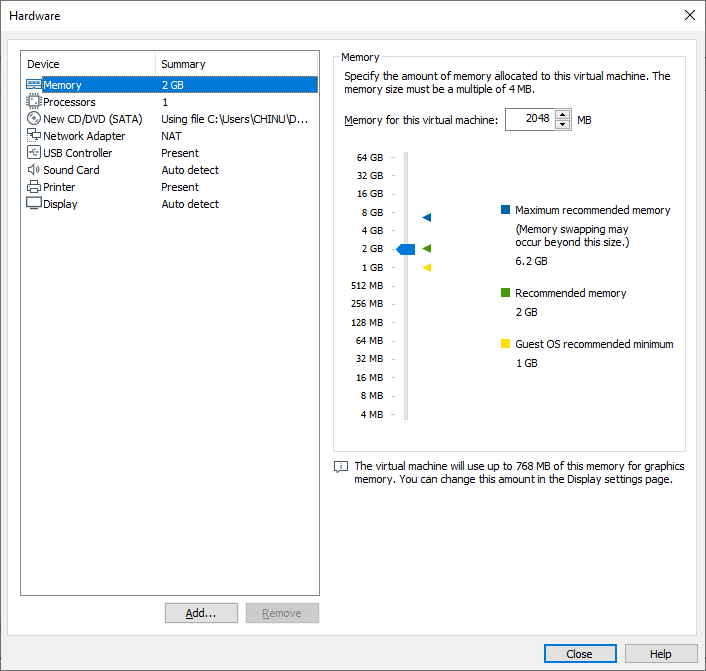 Hardware
Device Summary
Memory 2 GB
Processors 1
New CD/DVD (SATA) Using file C:\Users\CHINU\D...
Network Adapter NAT
USB Controller Present
Sound Card Auto detect
Printer Present
Display Auto detect
Add...
Remove
Memory
Specify the amount of memory allocated to this virtual machine. The
memory size must be a multiple of 4 MB.
Memory for this virtual machine: 2048 MB
64 GB
32 GB
16 GB
8 GB
4 GB
2 GB
1 GB
512 MB
256 MB
128 MB
64 MB
32 MB
16 MB
8 MB
4 MB
Maximum recommended memory
(Memory swapping may
occur beyond this size.)
6.2 GB
Recommended memory
2 GB
Guest OS recommended minimum
1 GB
The virtual machine will use up to 768 MB of this memory for graphics
memory. You can change this amount in the Display settings page.
Close
Help